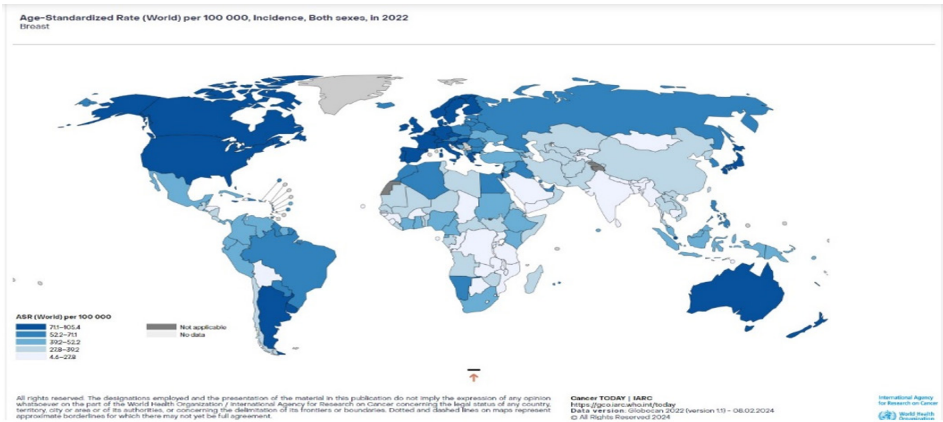 Age-Standardized Rate (World) per 100 000, Incidence, Both sexes, in 2022
Breast
ASR (World) per 100 000
71.1–105.4
52.2–71.1
39.2–52.2
27.8–39.2
4.6–27.8
Not applicable
No data
All rights reserved. The designations employed and the presentation of the material in this publication do not imply the expression of any opinion
whatsoever on the part of the World Health Organization / International Agency for Research on Cancer concerning the legal status of any country,
territory, city or area or of its authorities, or concerning the delimitation of its frontiers or boundaries. Dotted and dashed lines on maps represent
approximate borderlines for which there may not yet be full agreement.
Cancer TODAY | IARC
https://gco.iarc.who.int/today
Data version: Globocan 2022 (version 1.1) - 08.02.2024
© All Rights Reserved 2024
International Agency
for Research on Cancer
World Health
Organization